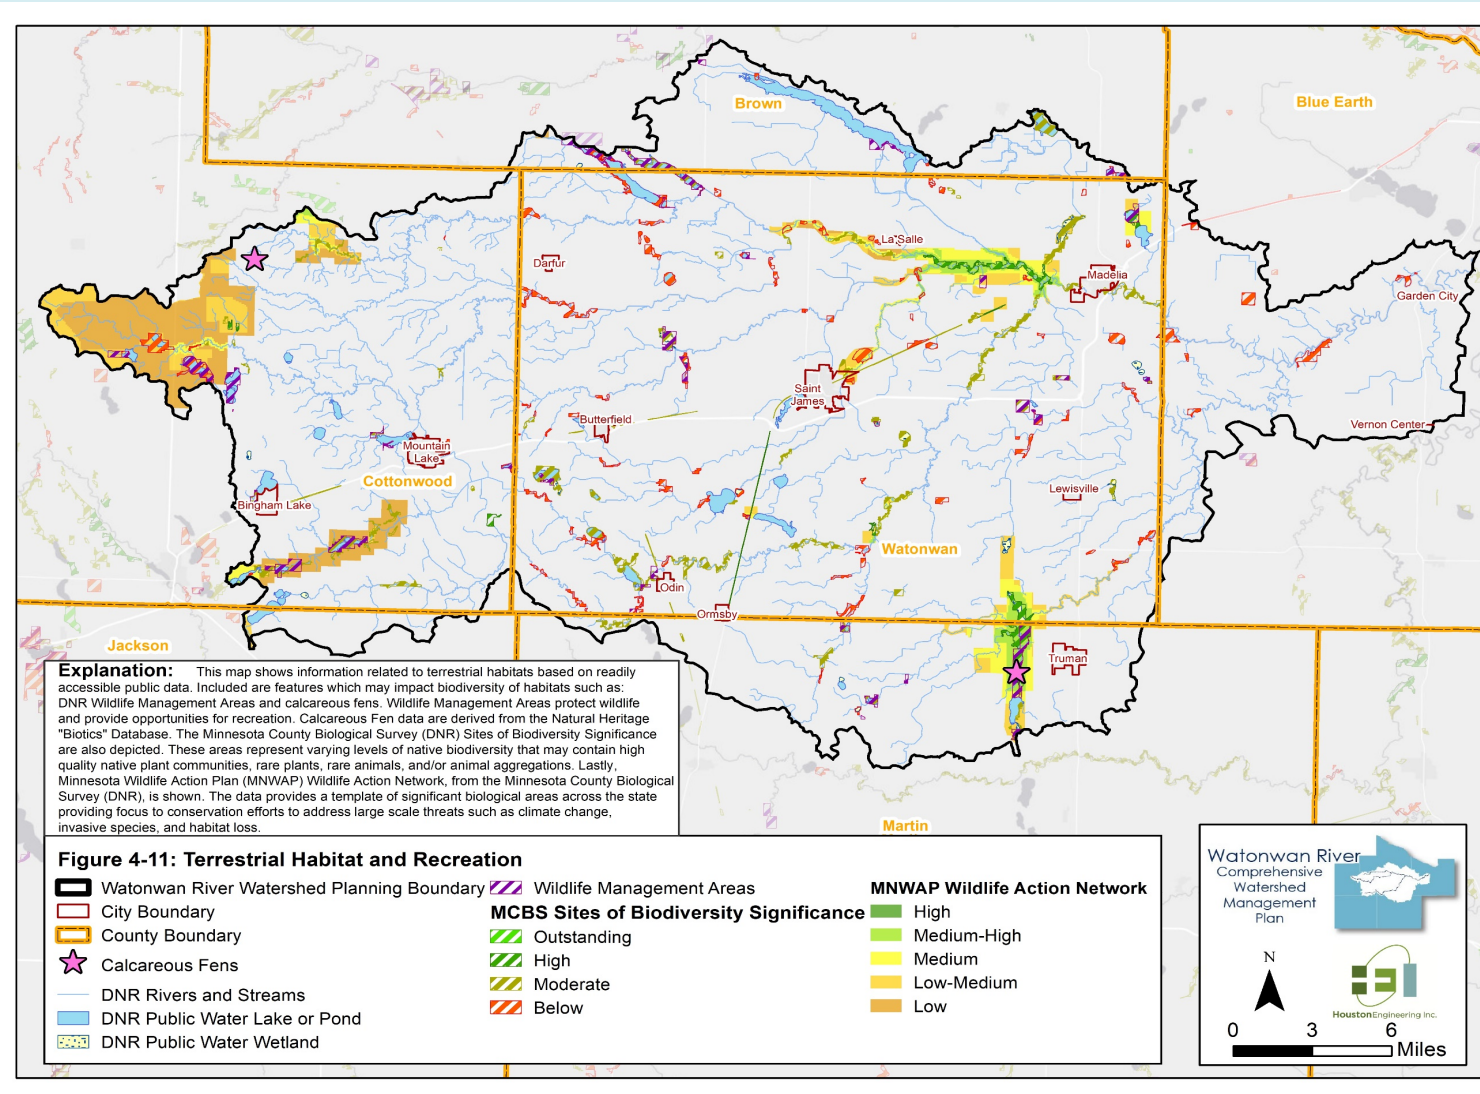 Brown
Blue Earth
La Salle
Darfur
Madelia
Garden City
Saint
James
Butterfield
Vernon Center
Mountain
Lake
Cottonwood
Bingham Lake
Lewisville
Watonwan
Odin
Ormsby
Jackson
Truman
Martin
Explanation: This map shows information related to terrestrial habitats based on readily
accessible public data. Included are features which may impact biodiversity of habitats such as:
DNR Wildlife Management Areas and calcareous fens. Wildlife Management Areas protect wildlife
and provide opportunities for recreation. Calcareous Fen data are derived from the Natural Heritage
"Biotics" Database. The Minnesota County Biological Survey (DNR) Sites of Biodiversity Significance
are also depicted. These areas represent varying levels of native biodiversity that may contain high
quality native plant communities, rare plants, rare animals, and/or animal aggregations. Lastly,
Minnesota Wildlife Action Plan (MNWAP) Wildlife Action Network, from the Minnesota County Biological
Survey (DNR), is shown. The data provides a template of significant biological areas across the state
providing focus to conservation efforts to address large scale threats such as climate change,
invasive species, and habitat loss.
Figure 4-11: Terrestrial Habitat and Recreation
Watonwan River Watershed Planning Boundary
City Boundary
County Boundary
Calcareous Fens
DNR Rivers and Streams
DNR Public Water Lake or Pond
DNR Public Water Wetland
Wildlife Management Areas
MCBS Sites of Biodiversity Significance
Outstanding
High
Moderate
Below
MNWAP Wildlife Action Network
High
Medium-High
Medium
Low-Medium
Low
Watonwan River
Comprehensive
Watershed
Management
Plan
N
HoustonEngineering Inc.
0 3 6
Miles